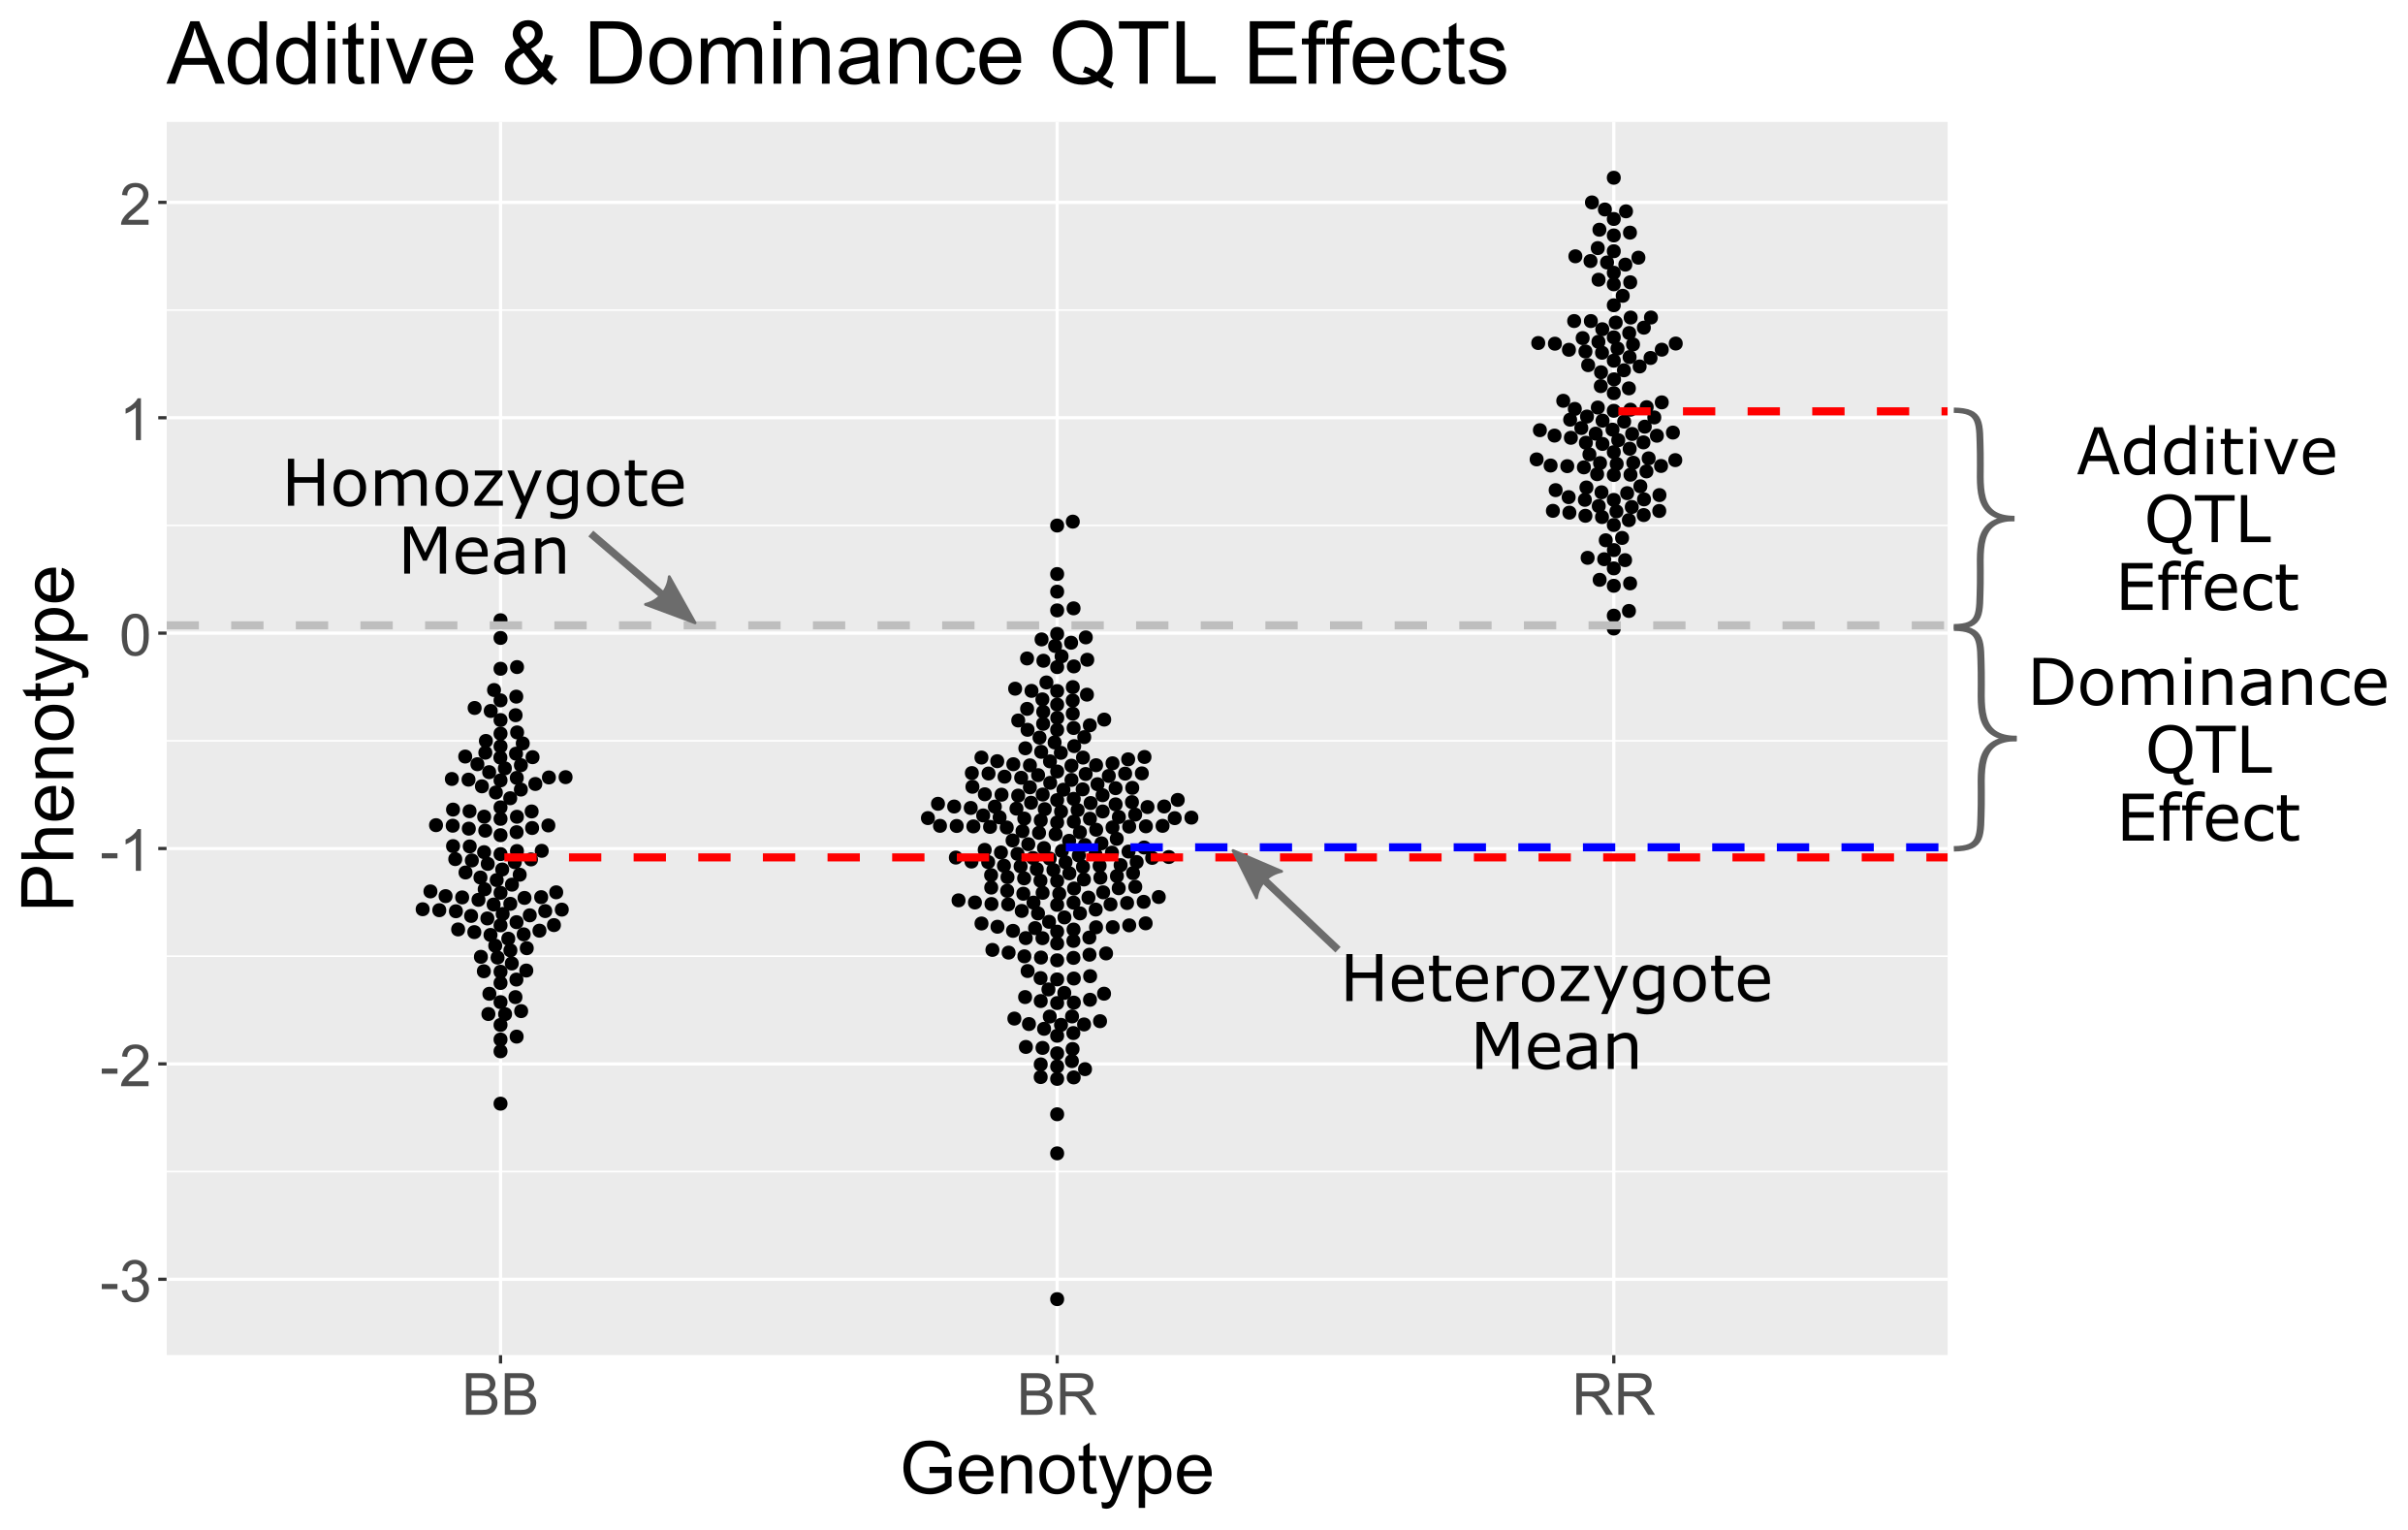 Additive & Dominance QTL Effects
Phenotype
2
1
0
-1
-2
-3
Homozygote
Mean
Heterozygote
Mean
Additive
QTL
Effect
Dominance
QTL
Effect
BB
BR
RR
Genotype